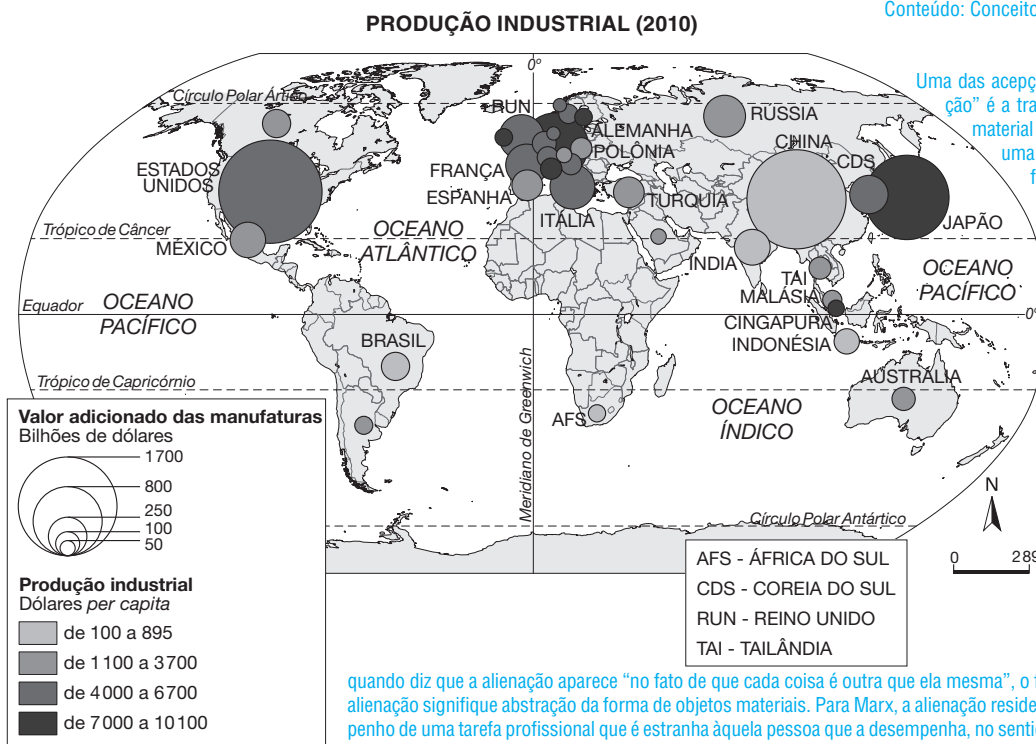 Conteúdo: Conceito
PRODUÇÃO INDUSTRIAL (2010)
Uma das acepç
ção” é a tra
material
uma
f
0º
Círculo Polar Ártico
RUN
RÚSSIA
ALEMANHA
POLÔNIA
CHINA
CDS
ESTADOS
UNIDOS
FRANÇA
ESPANHA
TURQUIA
ITÁLIA
JAPÃO
Trópico de Câncer
MÉXICO
OCEANO
ATLÂNTICO
ÍNDIA
TAI
MALÁSIA
OCEANO
PACÍFICO
Equador
OCEANO
PACÍFICO
0º
CINGAPURA
INDONÉSIA
BRASIL
Trópico de Capricórnio
Meridiano de Greenwich
AUSTRÁLIA
OCEANO
ÍNDICO
AFS
Círculo Polar Antártico
N
0 289
Valor adicionado das manufaturas
Bilhões de dólares
1700
800
250
100
50
Produção industrial
Dólares per capita
de 100 a 895
de 1100 a 3700
de 4000 a 6700
de 7000 a 10100
AFS - ÁFRICA DO SUL
CDS - COREIA DO SUL
RUN - REINO UNIDO
TAI - TAILÂNDIA
quando diz que a alienação aparece “no fato de que cada coisa é outra que ela mesma”, o f
alienação signifique abstração da forma de objetos materiais. Para Marx, a alienação reside
penho de uma tarefa profissional que é estranha àquela pessoa que a desempenha, no senti